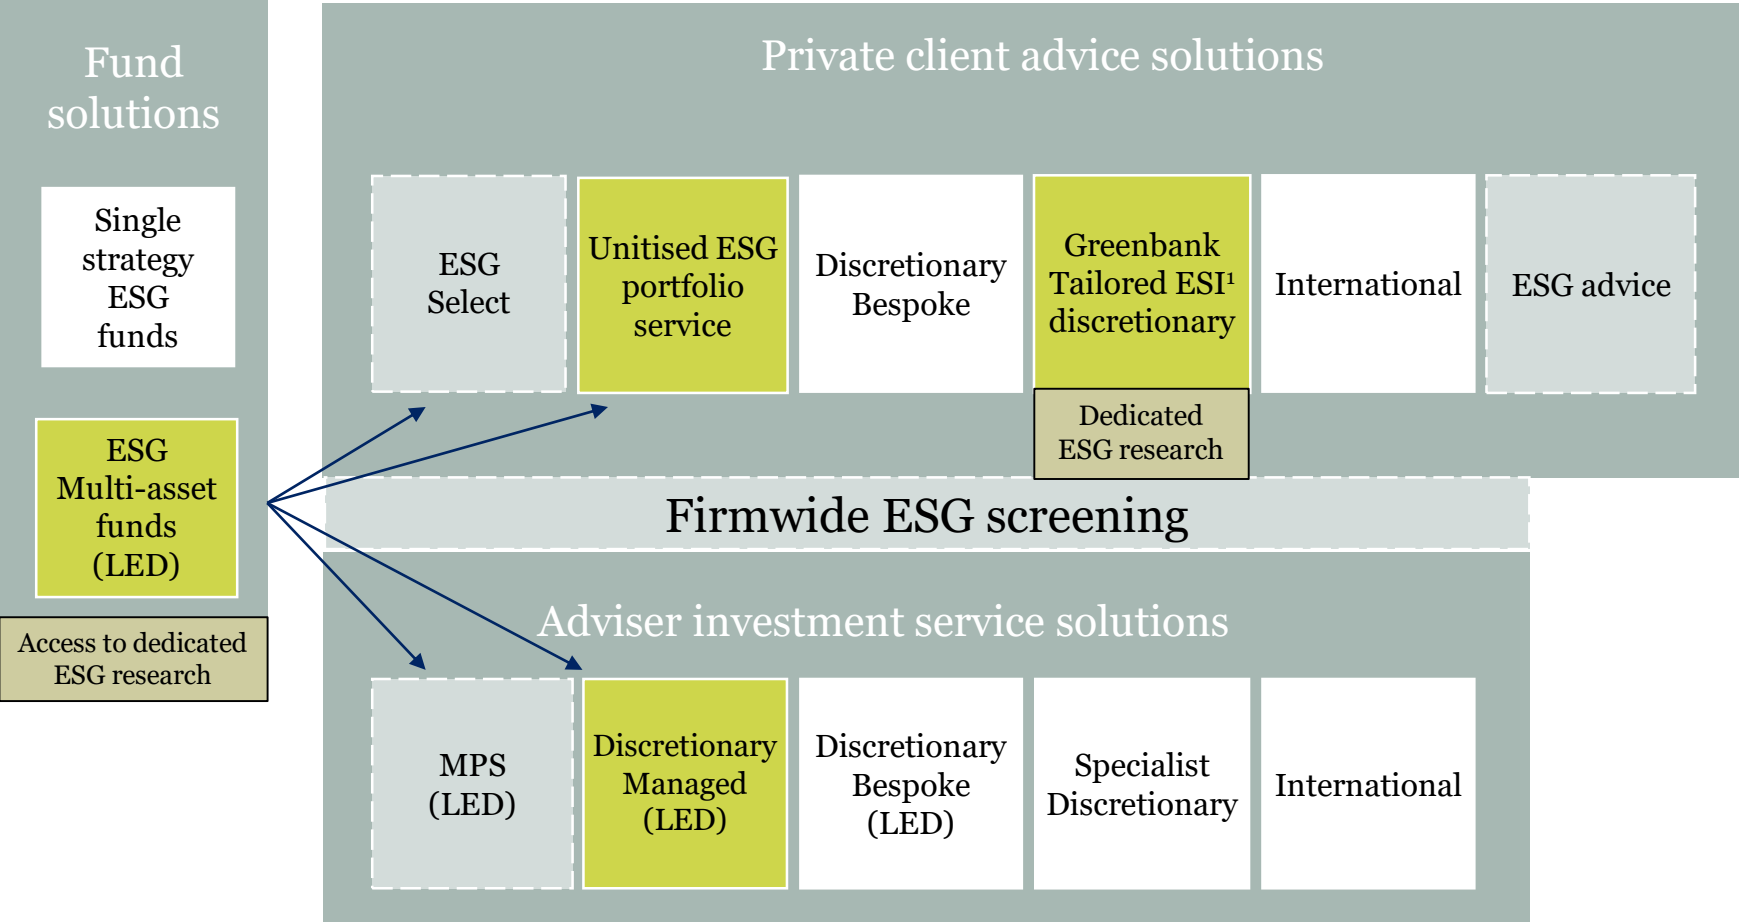 Fund
solutions
Single
strategy
ESG
funds
ESG
Multi-asset
funds
(LED)
Access to dedicated
ESG research
Private client advice solutions
ESG
Select
Unitised ESG
portfolio
service
Discretionary
Bespoke
Greenbank
Tailored ESI¹
discretionary
Dedicated
ESG research
International
ESG advice
Firmwide ESG screening
Adviser investment service solutions
MPS
(LED)
Discretionary
Managed
(LED)
Discretionary
Bespoke
(LED)
Specialist
Discretionary
International